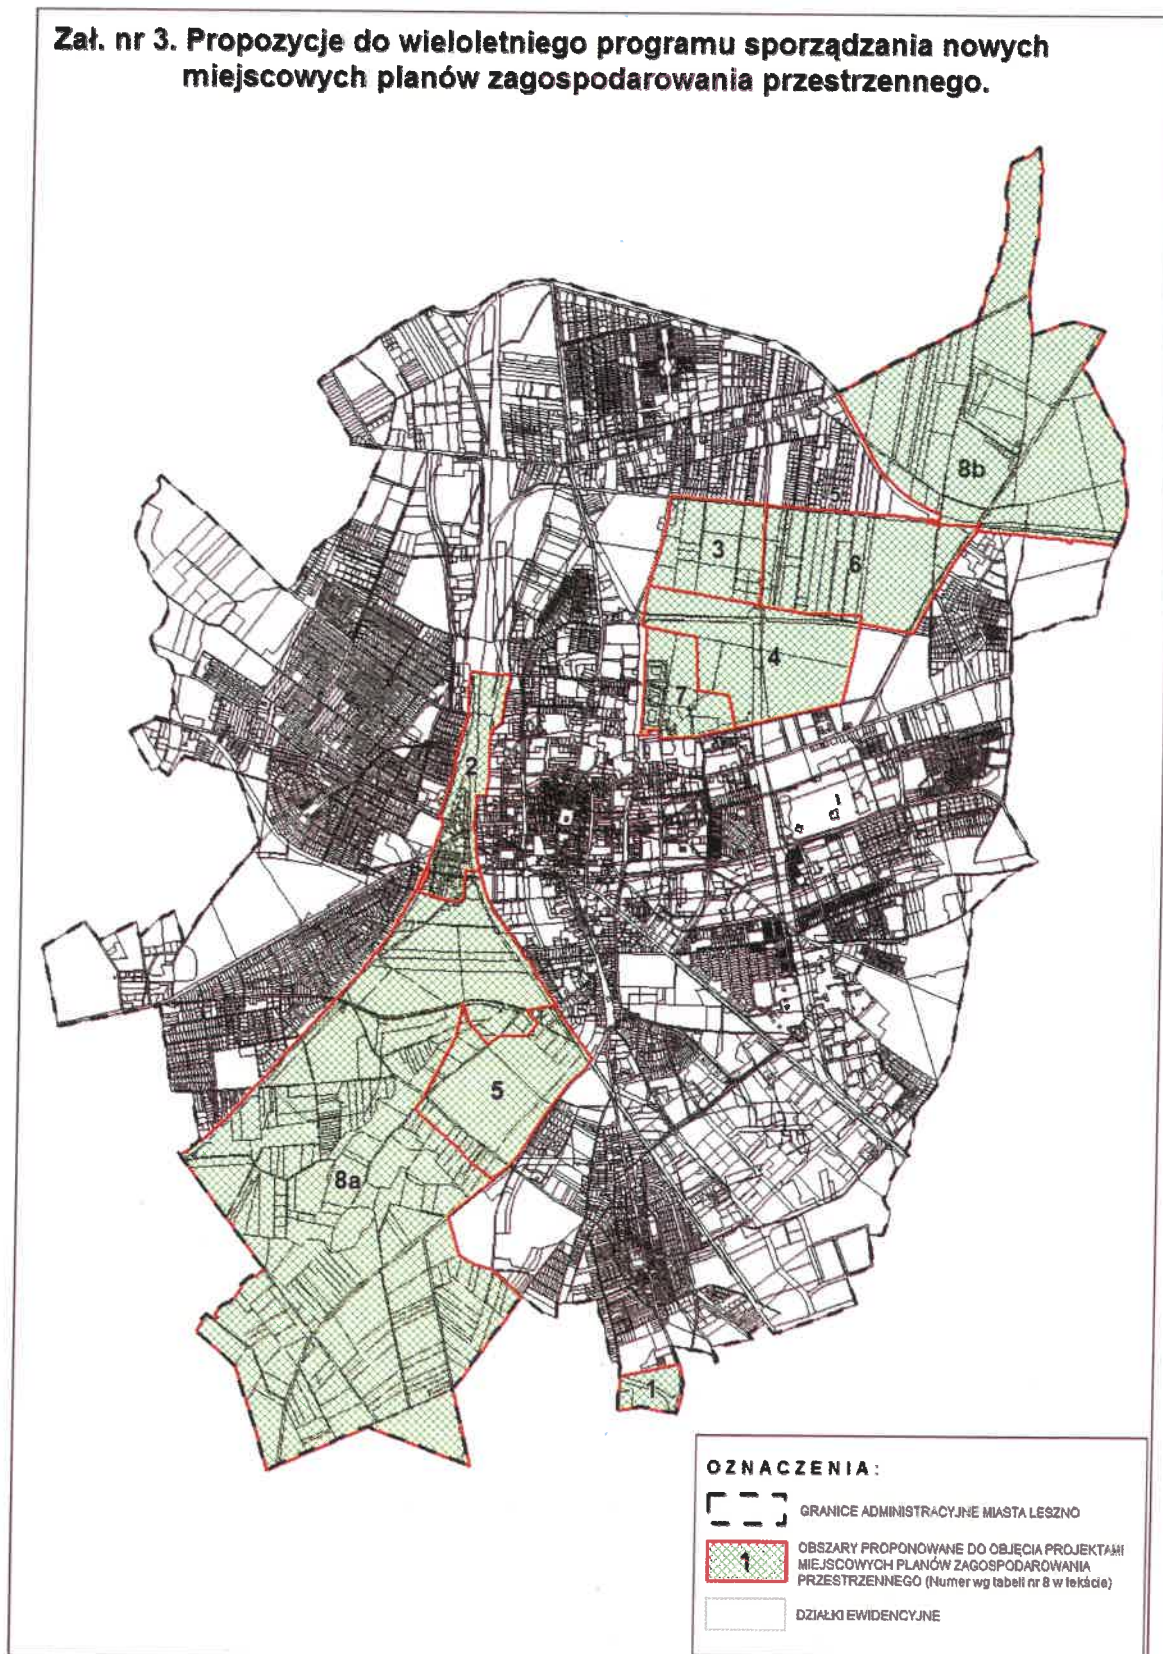 Zał. nr 3. Propozycje do wieloletniego programu sporządzania nowych
miejscowych planów zagospodarowania przestrzennego.
8b
5
3
6
4
7
2
5
8a
1
OZNACZENIA:
GRANICE ADMINISTRACYJNE MIASTA LESZNO
1
OBSZARY PROPONOWANE DO OBJĘCIA PROJEKTAMI
MIEJSCOWYCH PLANÓW ZAGOSPODAROWANIA
PRZESTRZENNEGO (Numer wg tabeli nr 8 w tekście)
DZIAŁKI EWIDENCYJNE